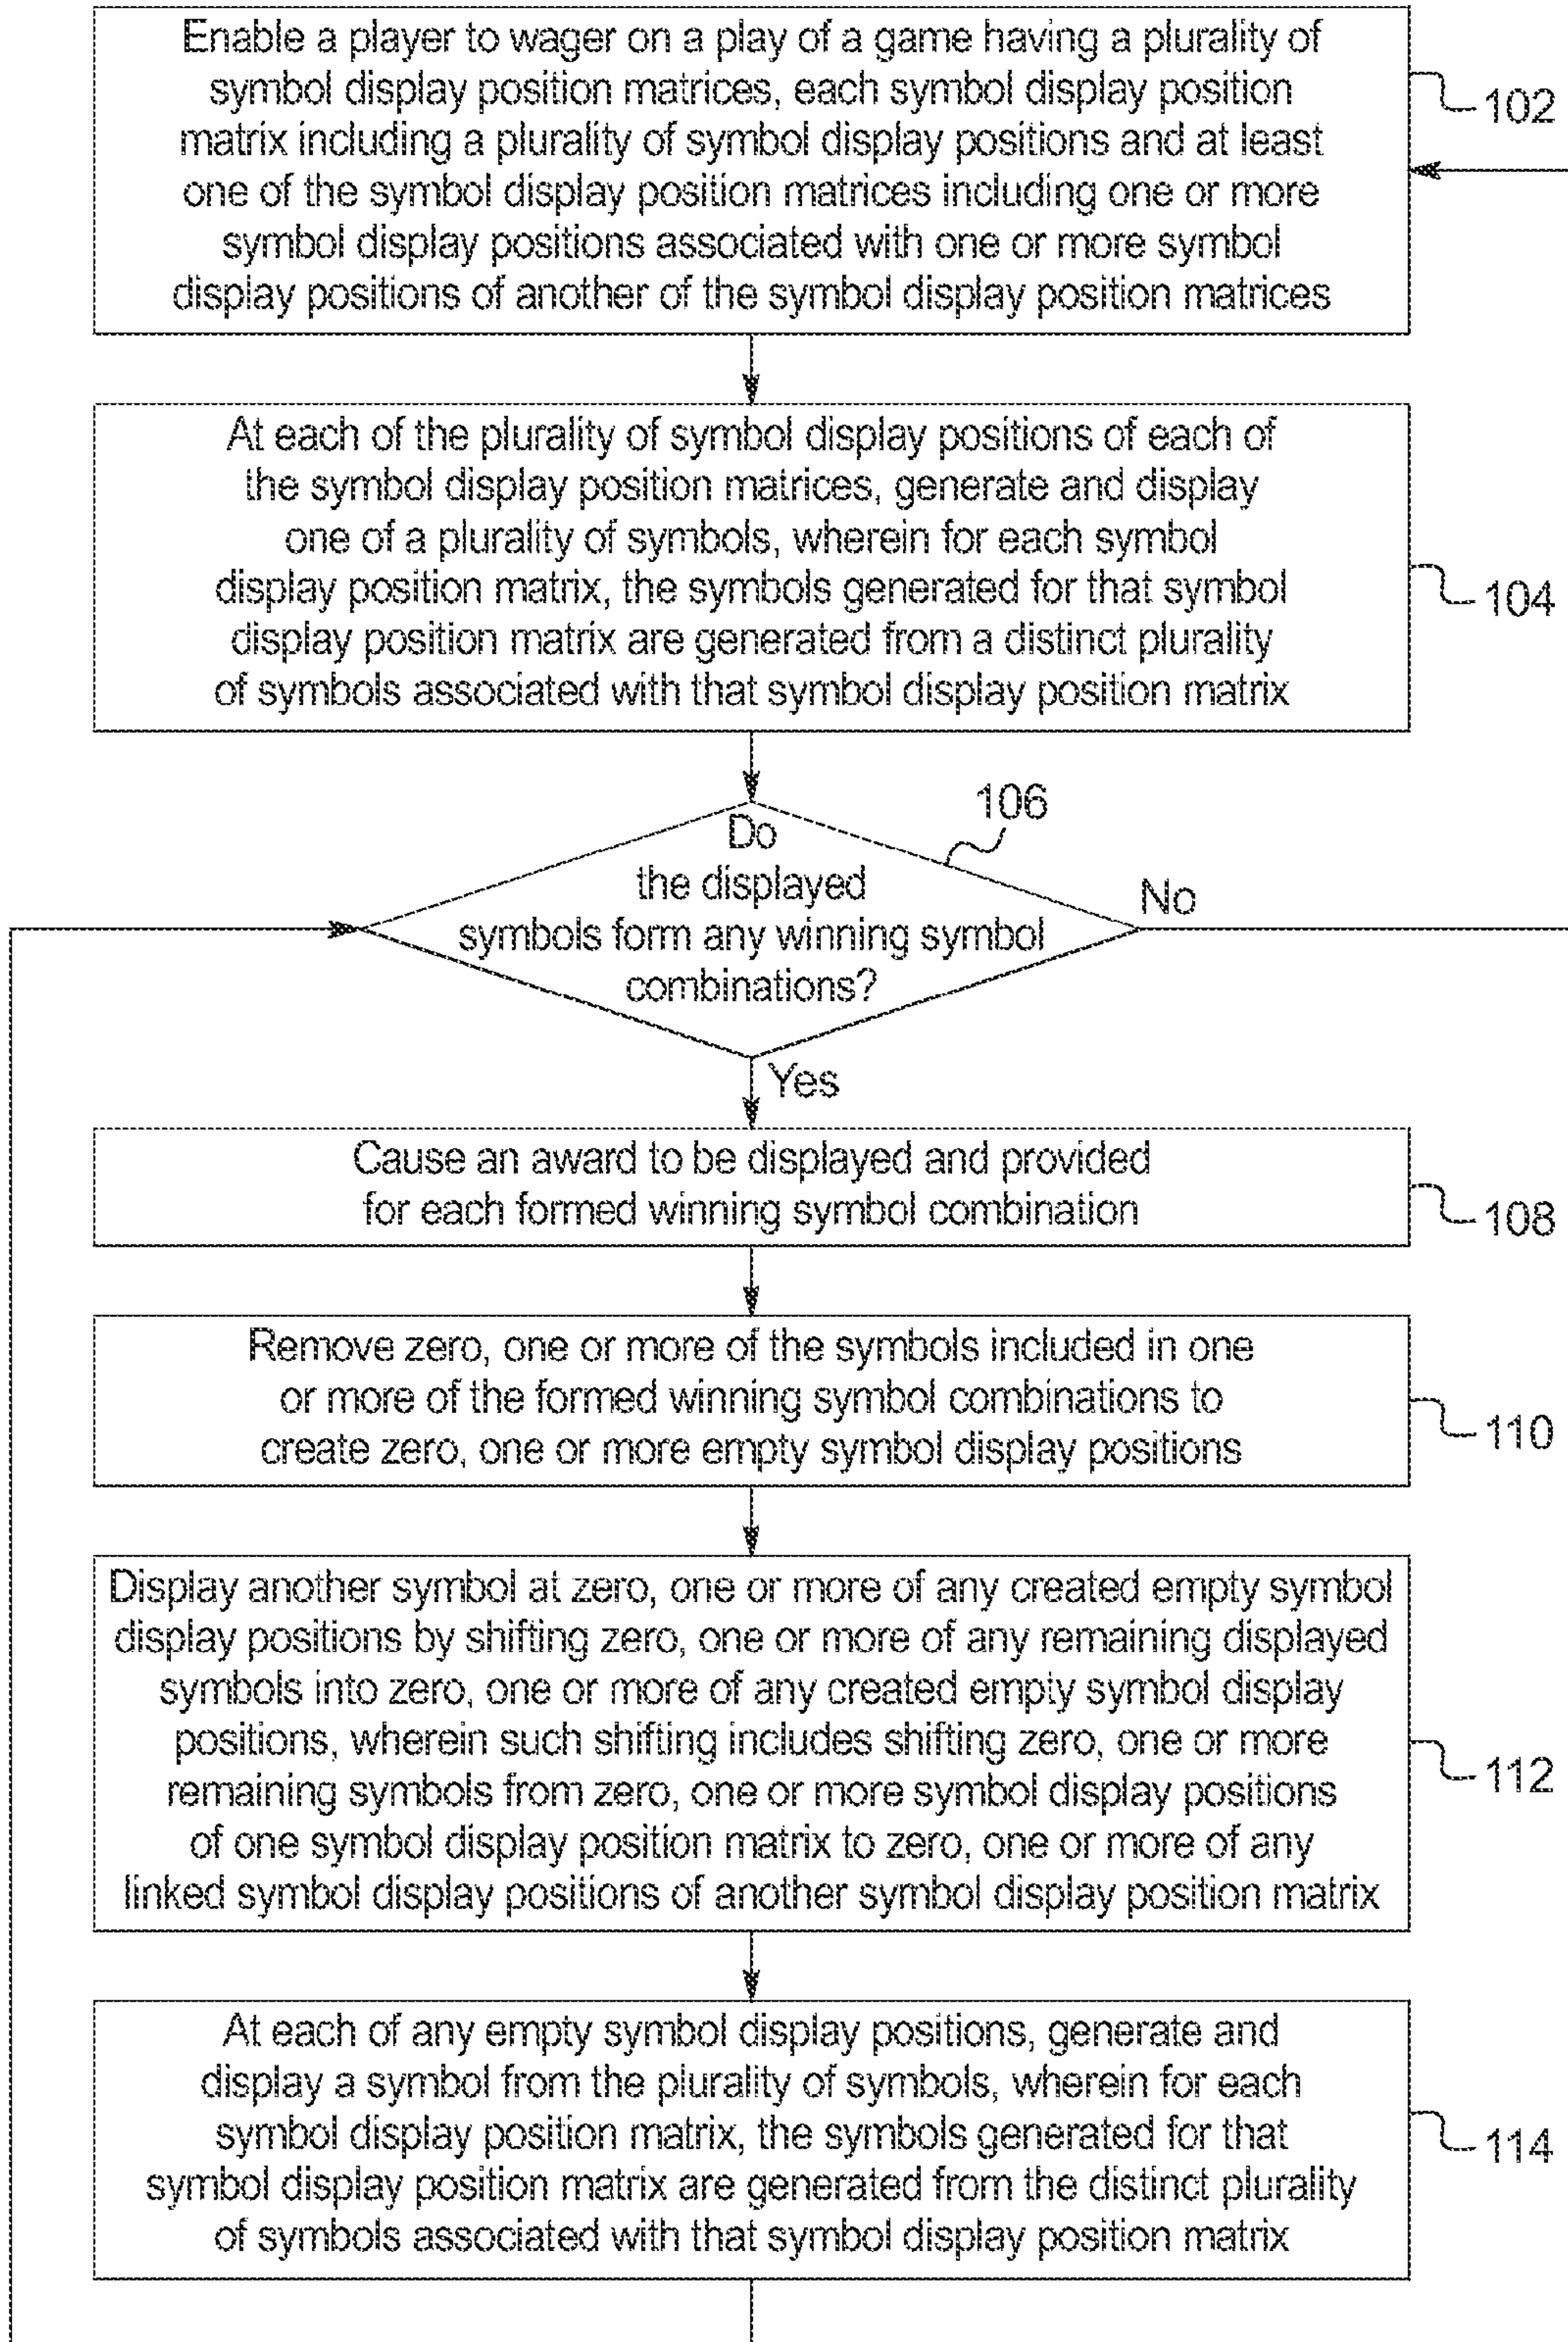 Enable a player to wager on a play of a game having a plurality of
symbol display position matrices, each symbol display position
matrix including a plurality of symbol display positions and at least
one of the symbol display position matrices including one or more
symbol display positions associated with one or more symbol
display positions of another of the symbol display position matrices
102
At each of the plurality of symbol display positions of each of
the symbol display position matrices, generate and display
one of a plurality of symbols, wherein for each symbol
display position matrix, the symbols generated for that symbol
display position matrix are generated from a distinct plurality
of symbols associated with that symbol display position matrix
104
106
Do
the displayed
symbols form any winning symbol
combinations?
No
Yes
Cause an award to be displayed and provided
for each formed winning symbol combination
108
Remove zero, one or more of the symbols included in one
or more of the formed winning symbol combinations to
create zero, one or more empty symbol display positions
110
Display another symbol at zero, one or more of any created empty symbol
display positions by shifting zero, one or more of any remaining displayed
symbols into zero, one or more of any created empty symbol display
positions, wherein such shifting includes shifting zero, one or more
remaining symbols from zero, one or more symbol display positions
of one symbol display position matrix to zero, one or more of any
linked symbol display positions of another symbol display position matrix
112
At each of any empty symbol display positions, generate and
display a symbol from the plurality of symbols, wherein for each
symbol display position matrix, the symbols generated for that
symbol display position matrix are generated from the distinct plurality
of symbols associated with that symbol display position matrix
114